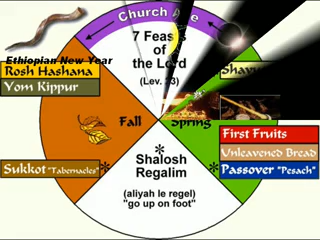 Church Age
7 Feasts
of
the Lord
(Lev. 23)
Ethiopian New Year
Rosh Hashana
Yom Kippur
Fall
Spring
First Fruits
Unleavened Bread
Passover "Pesach"
Sukkot "Tabernacles"
Shalosh
Regalim
(aliyah le regel)
"go up on foot"